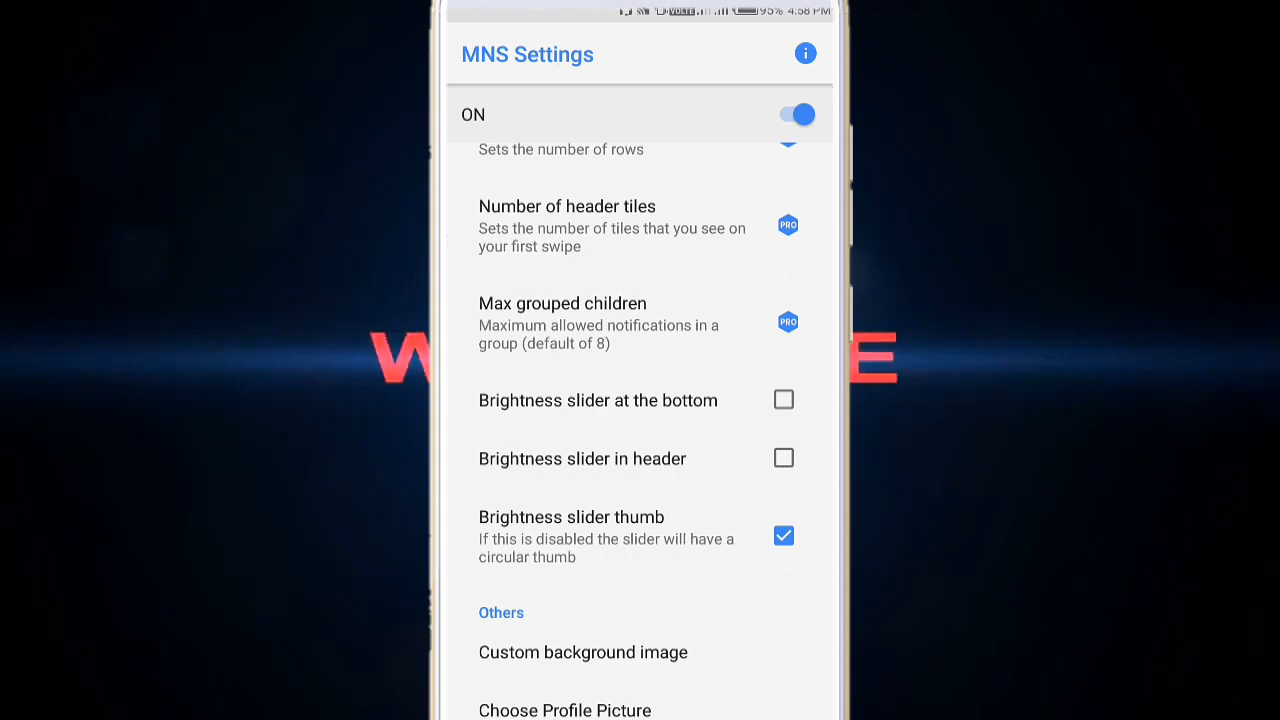 VOLTE 95% 4:58 PM
MNS Settings
ON
Sets the number of rows
Number of header tiles
Sets the number of tiles that you see on
your first swipe
PRO
Max grouped children
Maximum allowed notifications in a
group (default of 8)
PRO
Brightness slider at the bottom
Brightness slider in header
Brightness slider thumb
If this is disabled the slider will have a
circular thumb
Others
Custom background image
Choose Profile Picture